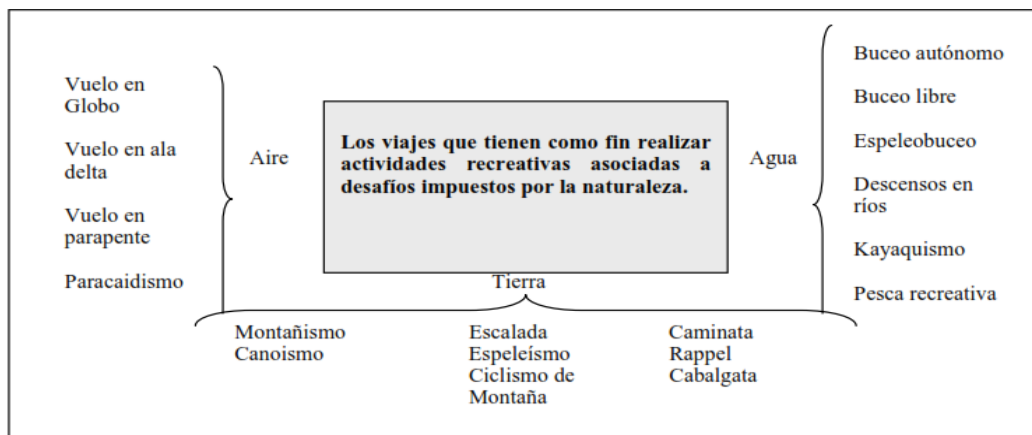 Vuelo en
Globo
Vuelo en ala
delta
Vuelo en
parapente
Paracaidismo
Aire
Los viajes que tienen como fin realizar
actividades recreativas asociadas a
desafíos impuestos por la naturaleza.
Agua
Buceo autónomo
Buceo libre
Espeleobuceo
Descensos en
ríos
Kayaquismo
Pesca recreativa
Tierra
Montañismo
Canoismo
Escalada
Espeleísmo
Ciclismo de
Montaña
Caminata
Rappel
Cabalgata